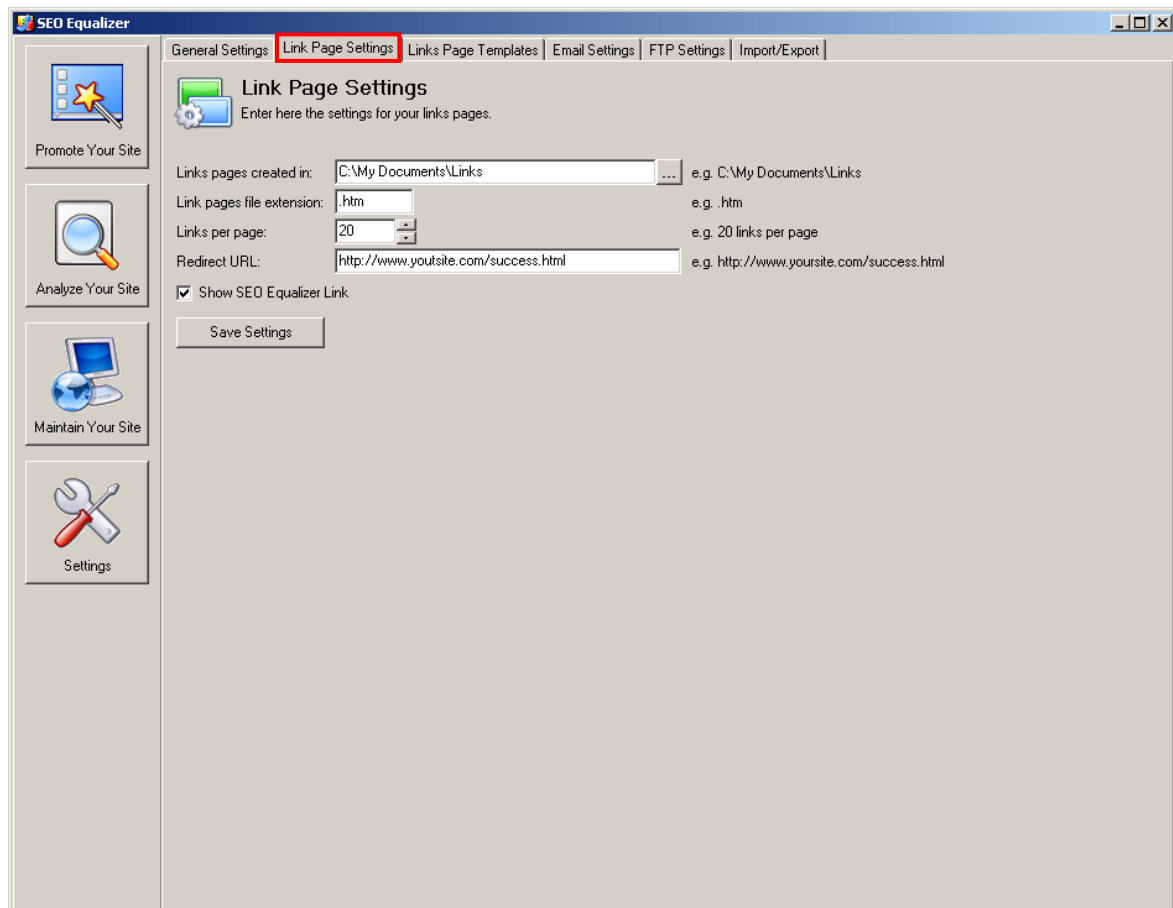 SEO Equalizer
General Settings Link Page Settings Links Page Templates Email Settings FTP Settings Import/Export
Link Page Settings
Enter here the settings for your links pages.
Promote Your Site
Links pages created in: C:\My Documents\Links ... e.g. C:\My Documents\Links
Link pages file extension: .htm e.g. .htm
Links per page: 20 e.g. 20 links per page
Redirect URL: http://www.youtsite.com/success.html e.g. http://www.yoursite.com/success.html
Analyze Your Site
Show SEO Equalizer Link
Save Settings
Maintain Your Site
Settings